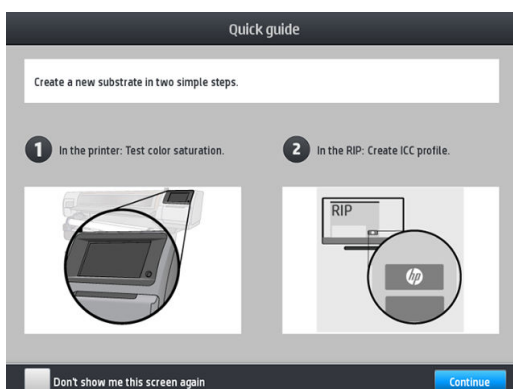 Quick guide
Create a new substrate in two simple steps.
1 In the printer: Test color saturation.
2 In the RIP: Create ICC profile.
RIP
hp
Don't show me this screen again
Continue